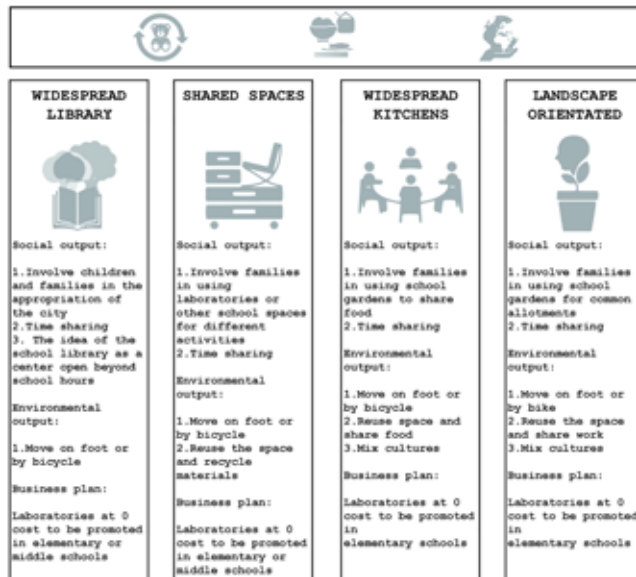 WIDESPREAD
LIBRARY
Social output:
1.Involve children
and families in the
appropriation of
the city
2.Time sharing
3. The idea of the
school library as a
center open beyond
school hours
Environmental
output:
1.Move on foot or
by bicycle
Business plan:
Laboratories at 0
cost to be promoted
in elementary or
middle schools
SHARED SPACES
Social output:
1.Involve families
in using
laboratories or
other school spaces
for different
activities
2.Time sharing
Environmental
output:
1.Move on foot or
by bicycle
2.Reuse the space
and recycle
materials
Business plan:
Laboratories at 0
cost to be promoted
in elementary or
middle schools
WIDESPREAD
KITCHENS
Social output:
1.Involve families
in using school
gardens to share
food
2.Time sharing
Environmental
output:
1.Move on foot or
by bicycle
2.Reuse space and
share food
3.Mix cultures
Business plan:
Laboratories at 0
cost to be promoted
in
elementary schools
LANDSCAPE
ORIENTATED
Social output:
1.Involve families
in using school
gardens for common
allotments
2.Time sharing
Environmental
output:
1.Move on foot or
by bike
2.Reuse the space
and share work
3.Mix cultures
Business plan:
Laboratories at 0
cost to be promoted
in
elementary schools